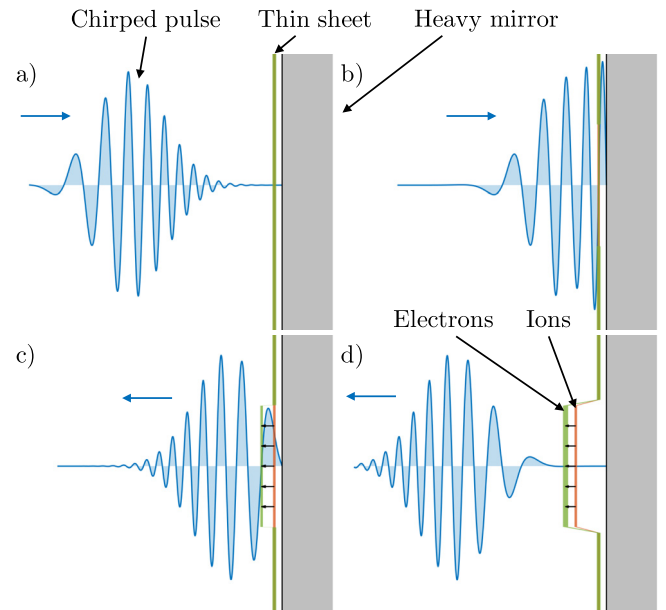 Chirped pulse
Thin sheet
Heavy mirror
a)
b)
Electrons
Ions
c)
d)